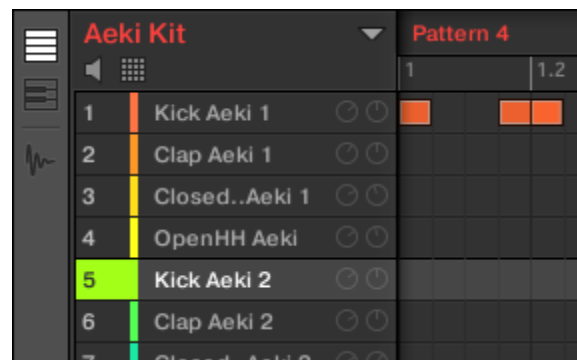 Aeki Kit Pattern 4
1 1.2
1 Kick Aeki 1
2 Clap Aeki 1
3 Closed..Aeki 1
4 OpenHH Aeki
5 Kick Aeki 2
6 Clap Aeki 2